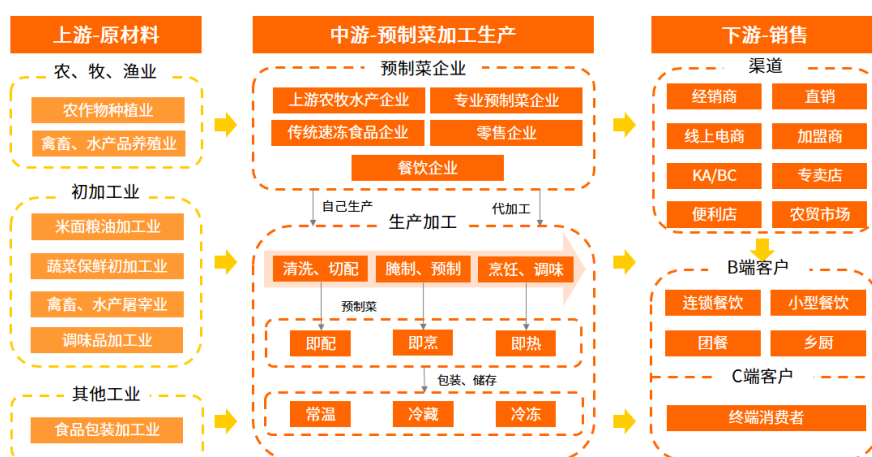 上游-原材料
农、牧、渔业
农作物种植业
禽畜、水产品养殖业
初加工业
米面粮油加工业
蔬菜保鲜初加工业
禽畜、水产屠宰业
调味品加工业
其他工业
食品包装加工业
中游-预制菜加工生产
预制菜企业
上游农牧水产企业
专业预制菜企业
传统速冻食品企业
零售企业
餐饮企业
自己生产
代加工
生产加工
清洗、切配
腌制、预制
烹饪、调味
预制菜
即配
即烹
即热
包装、储存
常温
冷藏
冷冻
下游-销售
渠道
经销商
直销
线上电商
加盟商
KA/BC
专卖店
便利店
农贸市场
B端客户
连锁餐饮
小型餐饮
团餐
乡厨
C端客户
终端消费者